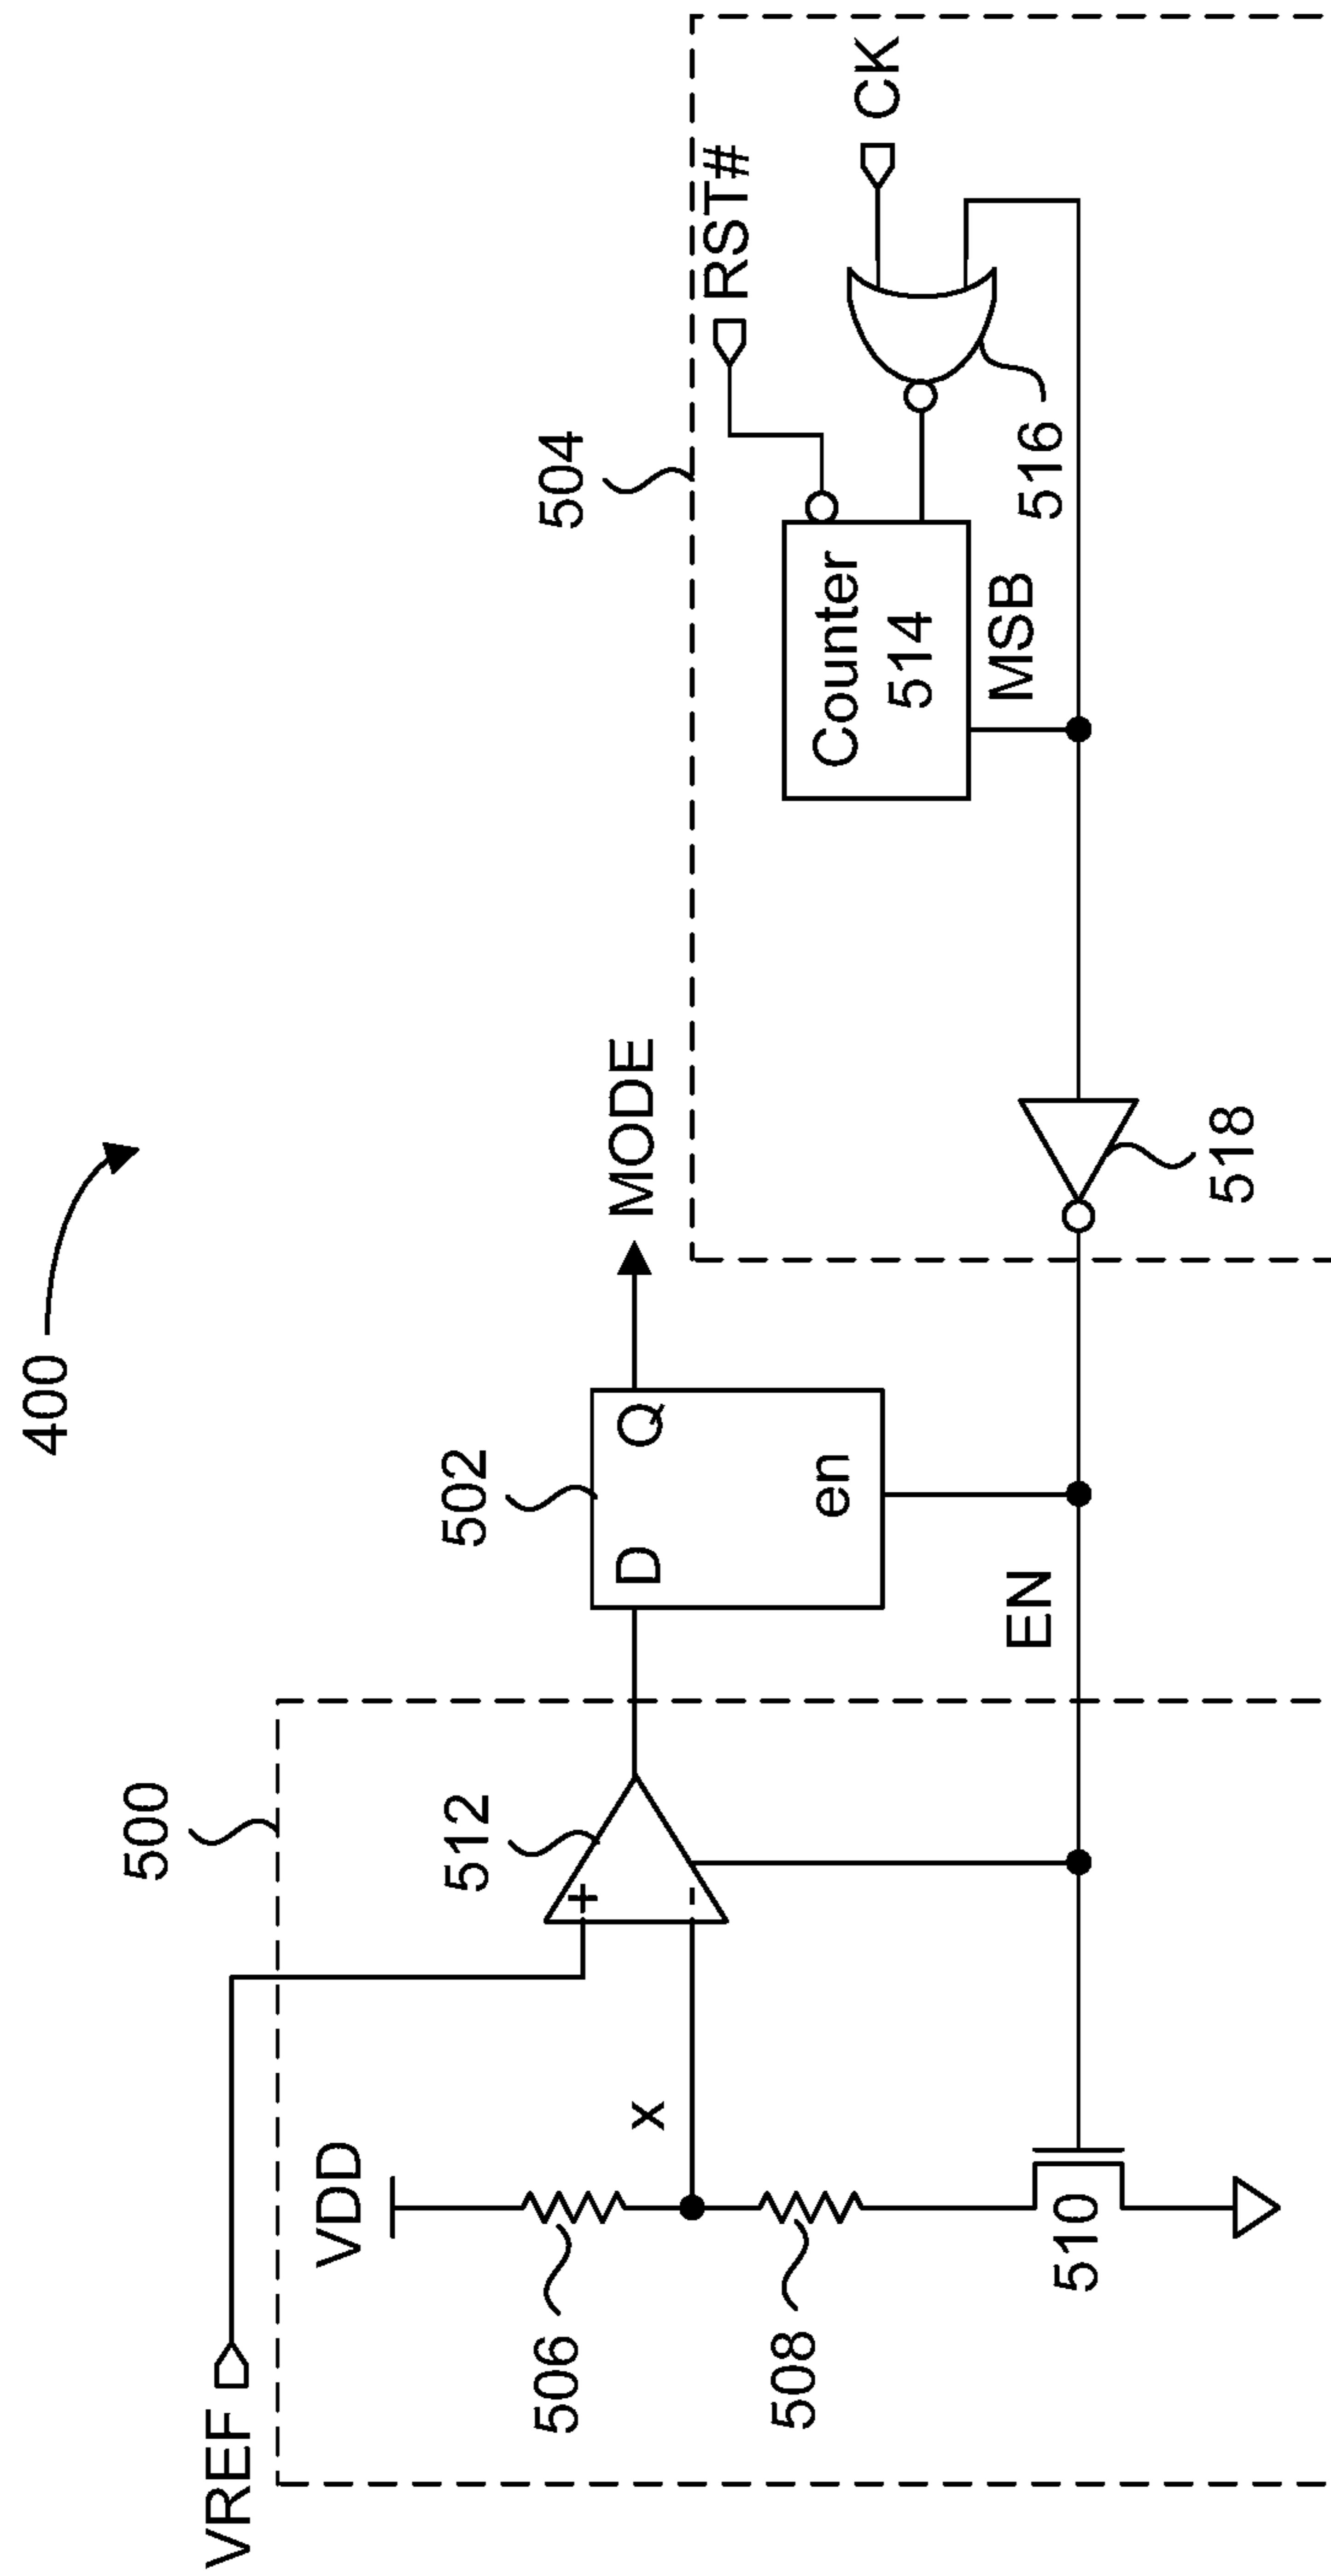 400
500
VREF
VDD
506
508
510
x
512
+
-
502
D
Q
en
EN
MODE
504
RST#
CK
Counter
514
MSB
516
518